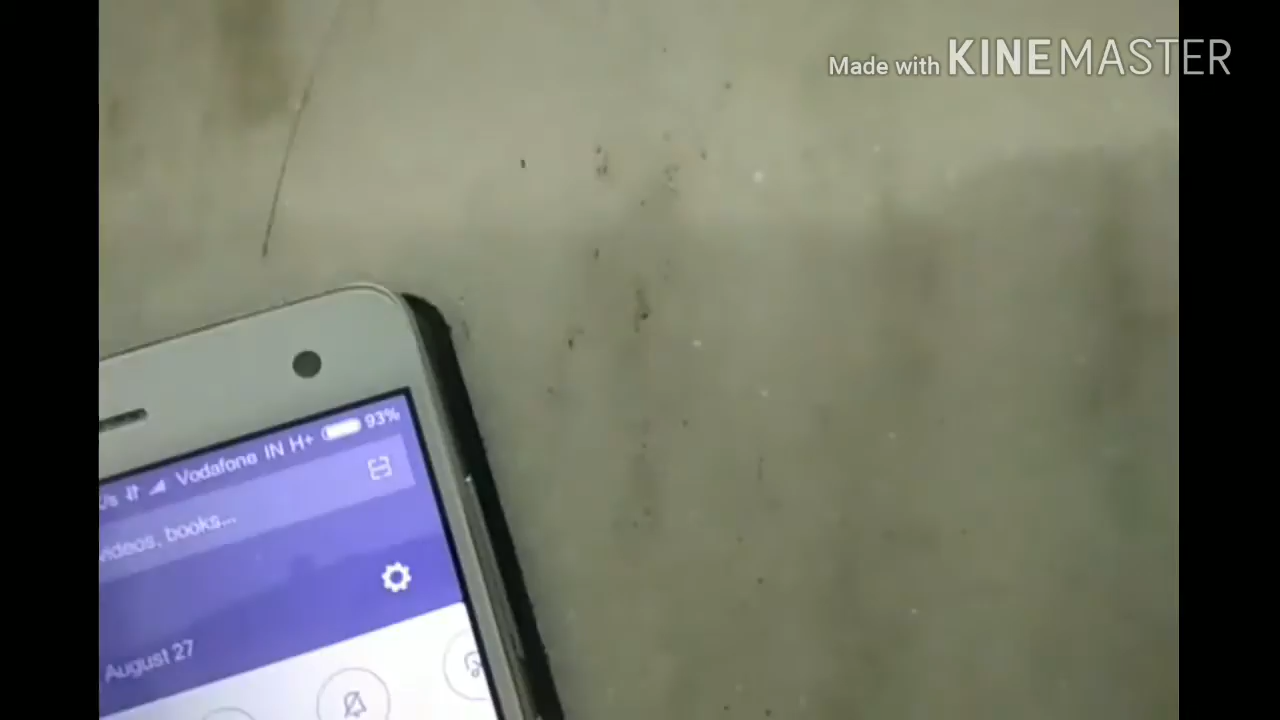 Made with KINEMASTER
Vodafone IN H+ 93%
videos, books...
August 27